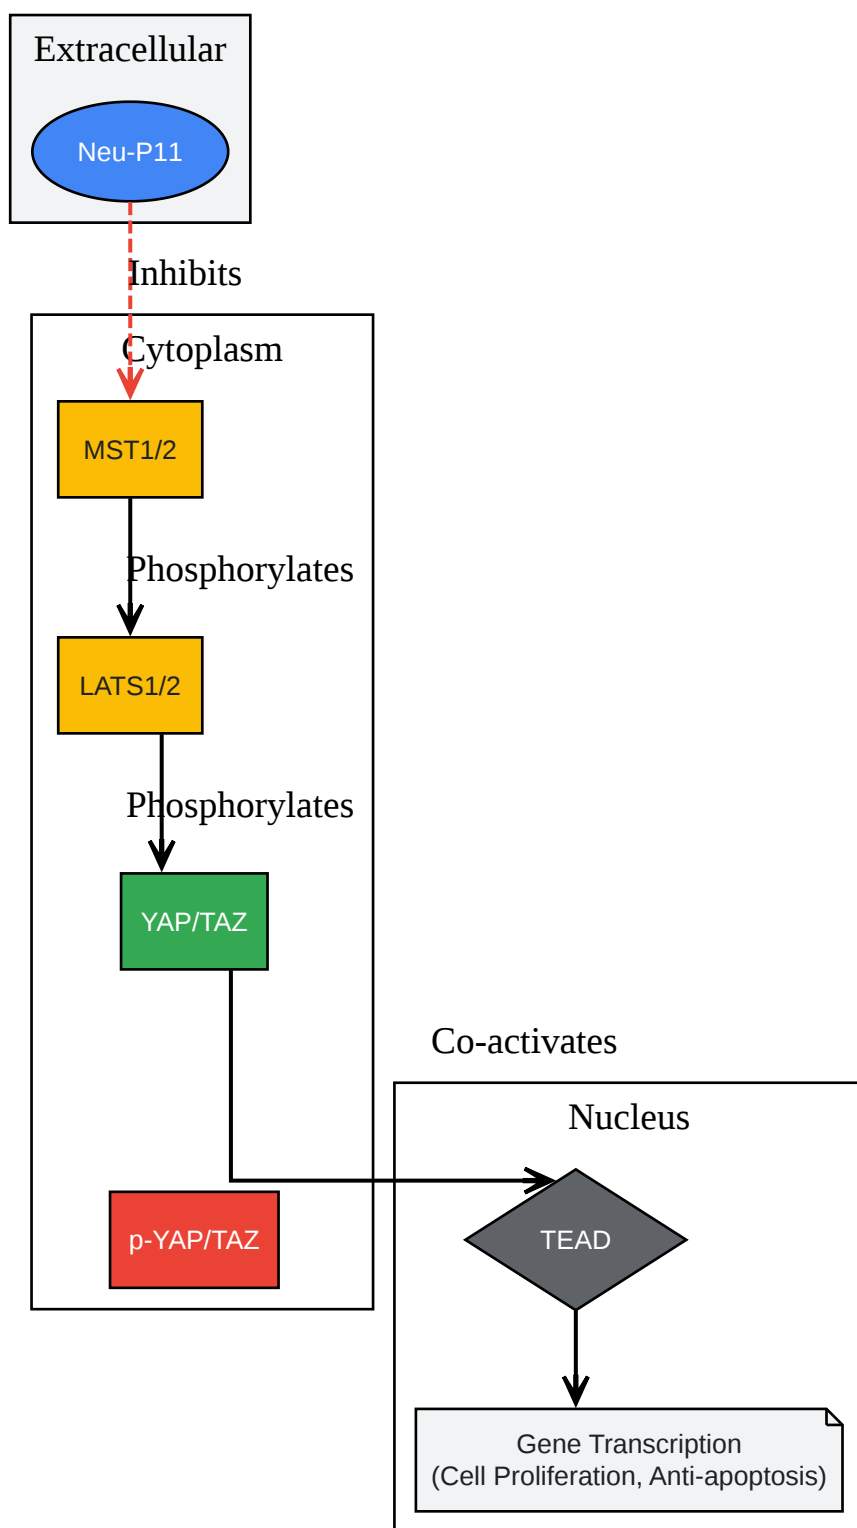 Extracellular
Neu-P11
Inhibits
Cytoplasm
MST1/2
Phosphorylates
LATS1/2
Phosphorylates
YAP/TAZ
Co-activates
Nucleus
p-YAP/TAZ
TEAD
Gene Transcription
(Cell Proliferation, Anti-apoptosis)